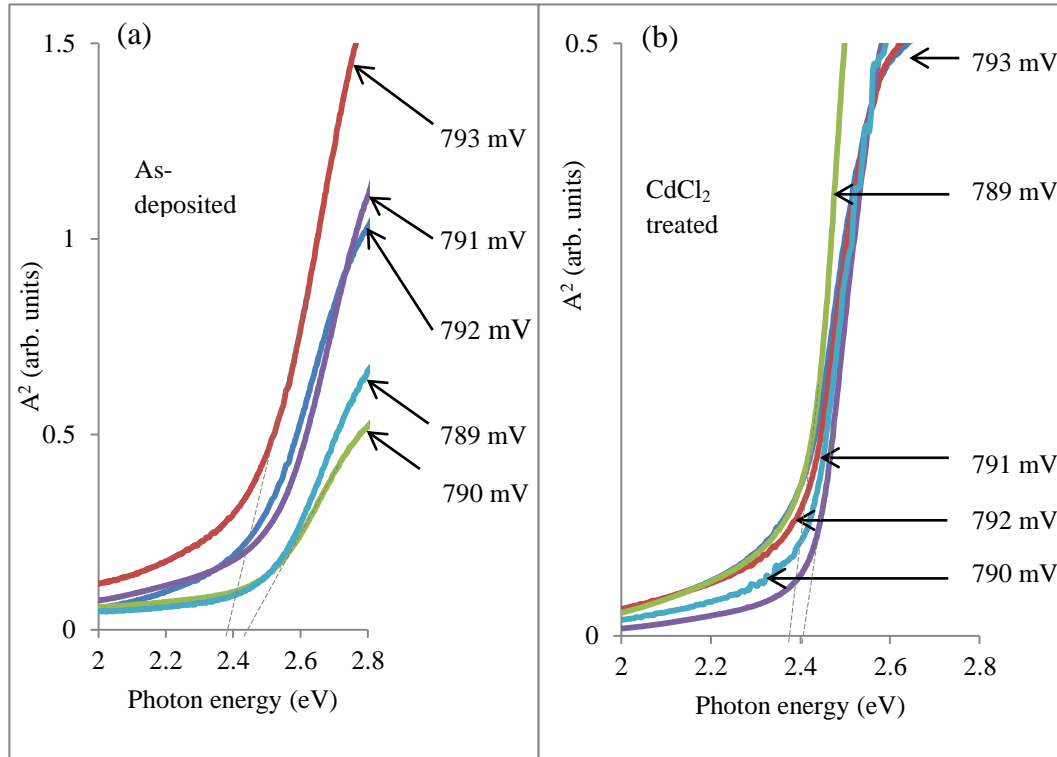 (a)
1.5
1
0.5
0
A² (arb. units)
As-
deposited
793 mV
791 mV
792 mV
789 mV
790 mV
2
2.2
2.4
2.6
2.8
Photon energy (eV)
(b)
0.5
0
A² (arb. units)
CdCl₂
treated
793 mV
789 mV
791 mV
792 mV
790 mV
2
2.2
2.4
2.6
2.8
Photon energy (eV)